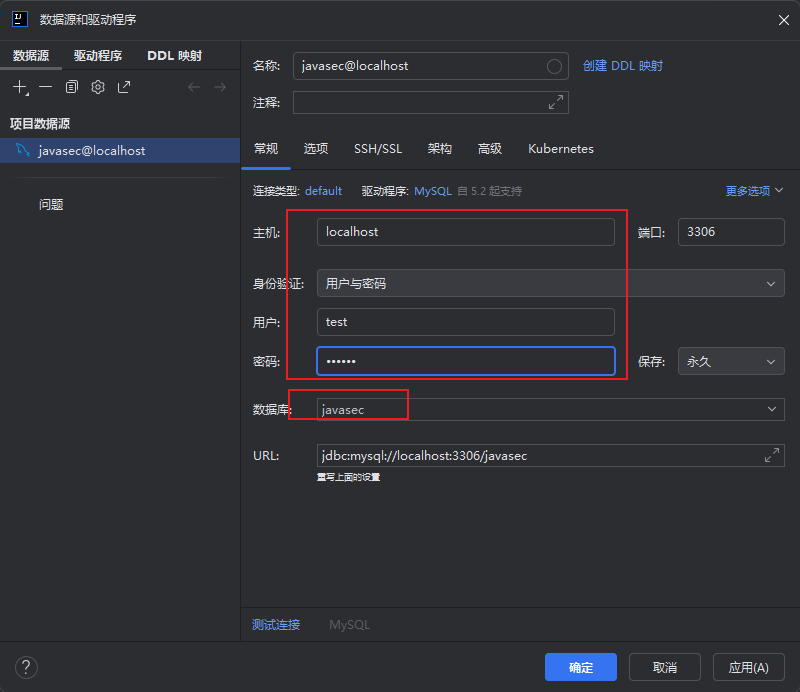 数据源和驱动程序
数据源 驱动程序 DDL 映射
项目数据源
javasec@localhost
问题
名称: javasec@localhost 创建 DDL 映射
注释:
常规 选项 SSH/SSL 架构 高级 Kubernetes
连接类型: default 驱动程序: MySQL 自 5.2 起支持 更多选项
主机: localhost 端口: 3306
身份验证: 用户与密码
用户: test
密码: •••••• 保存: 永久
数据库: javasec
URL: jdbc:mysql://localhost:3306/javasec
重写上面的设置
测试连接 MySQL
? 确定 取消 应用(A)